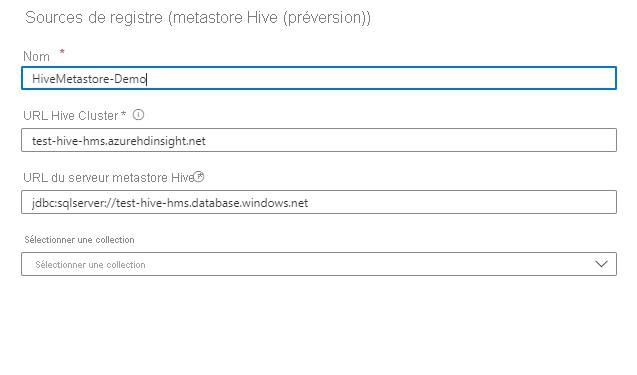 Sources de registre (metastore Hive (préversion))
Nom *
HiveMetastore-Demo
URL Hive Cluster *
test-hive-hms.azurehdinsight.net
URL du serveur metastore Hive
jdbc:sqlserver://test-hive-hms.database.windows.net
Sélectionner une collection
Sélectionner une collection